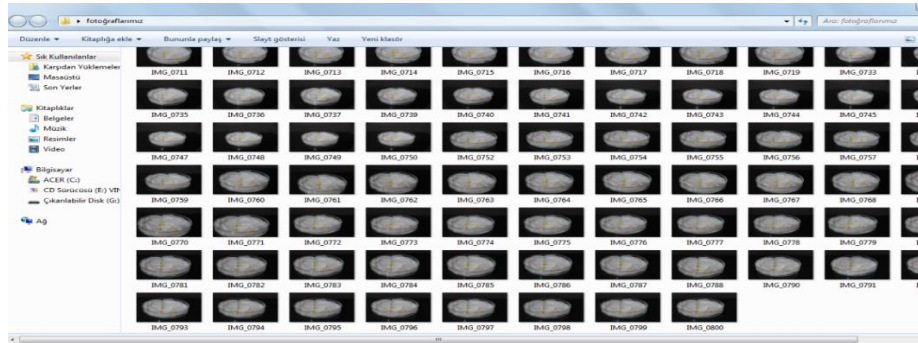 fotoğraflarımız
Ara: fotoğraflarımız
Düzenle Kitaplığa ekle Bununla paylaş Slayt gösterisi Yaz Yeni klasör
Sık Kullanılanlar
Karşıdan Yüklemeler
Masaüstü
Son Yerler
Kitaplıklar
Belgeler
Müzik
Resimler
Video
Bilgisayar
ACER (C:)
CD Sürücüsü (E:) VIP
Çıkarılabilir Disk (G:)
Ağ
IMG_0711 IMG_0712 IMG_0713 IMG_0714 IMG_0715 IMG_0716 IMG_0717 IMG_0718 IMG_0719 IMG_0733
IMG_0735 IMG_0736 IMG_0737 IMG_0739 IMG_0740 IMG_0741 IMG_0742 IMG_0743 IMG_0744 IMG_0745
IMG_0747 IMG_0748 IMG_0749 IMG_0750 IMG_0752 IMG_0753 IMG_0754 IMG_0755 IMG_0756 IMG_0757
IMG_0759 IMG_0760 IMG_0761 IMG_0762 IMG_0763 IMG_0764 IMG_0765 IMG_0766 IMG_0767 IMG_0768
IMG_0770 IMG_0771 IMG_0772 IMG_0773 IMG_0774 IMG_0775 IMG_0776 IMG_0777 IMG_0778 IMG_0779
IMG_0781 IMG_0782 IMG_0783 IMG_0784 IMG_0785 IMG_0786 IMG_0787 IMG_0788 IMG_0790 IMG_0791
IMG_0793 IMG_0794 IMG_0795 IMG_0796 IMG_0797 IMG_0798 IMG_0799 IMG_0800